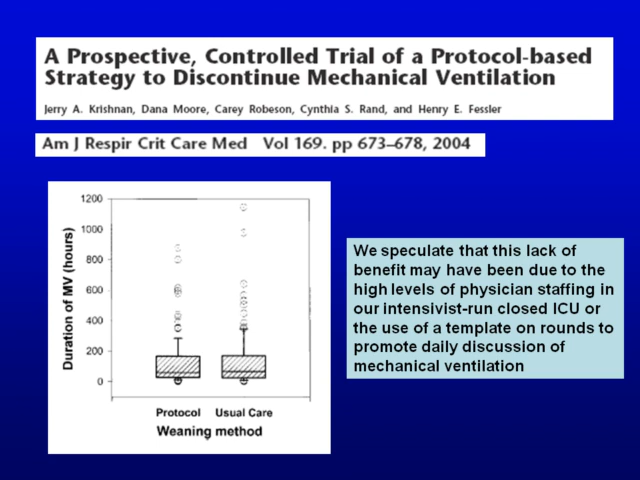 A Prospective, Controlled Trial of a Protocol-based
Strategy to Discontinue Mechanical Ventilation
Jerry A. Krishnan, Dana Moore, Carey Robeson, Cynthia S. Rand, and Henry E. Fessler
Am J Respir Crit Care Med Vol 169. pp 673–678, 2004
1200
1000
800
600
400
200
0
Duration of MV (hours)
Protocol Usual Care
Weaning method
We speculate that this lack of
benefit may have been due to the
high levels of physician staffing in
our intensivist-run closed ICU or
the use of a template on rounds to
promote daily discussion of
mechanical ventilation